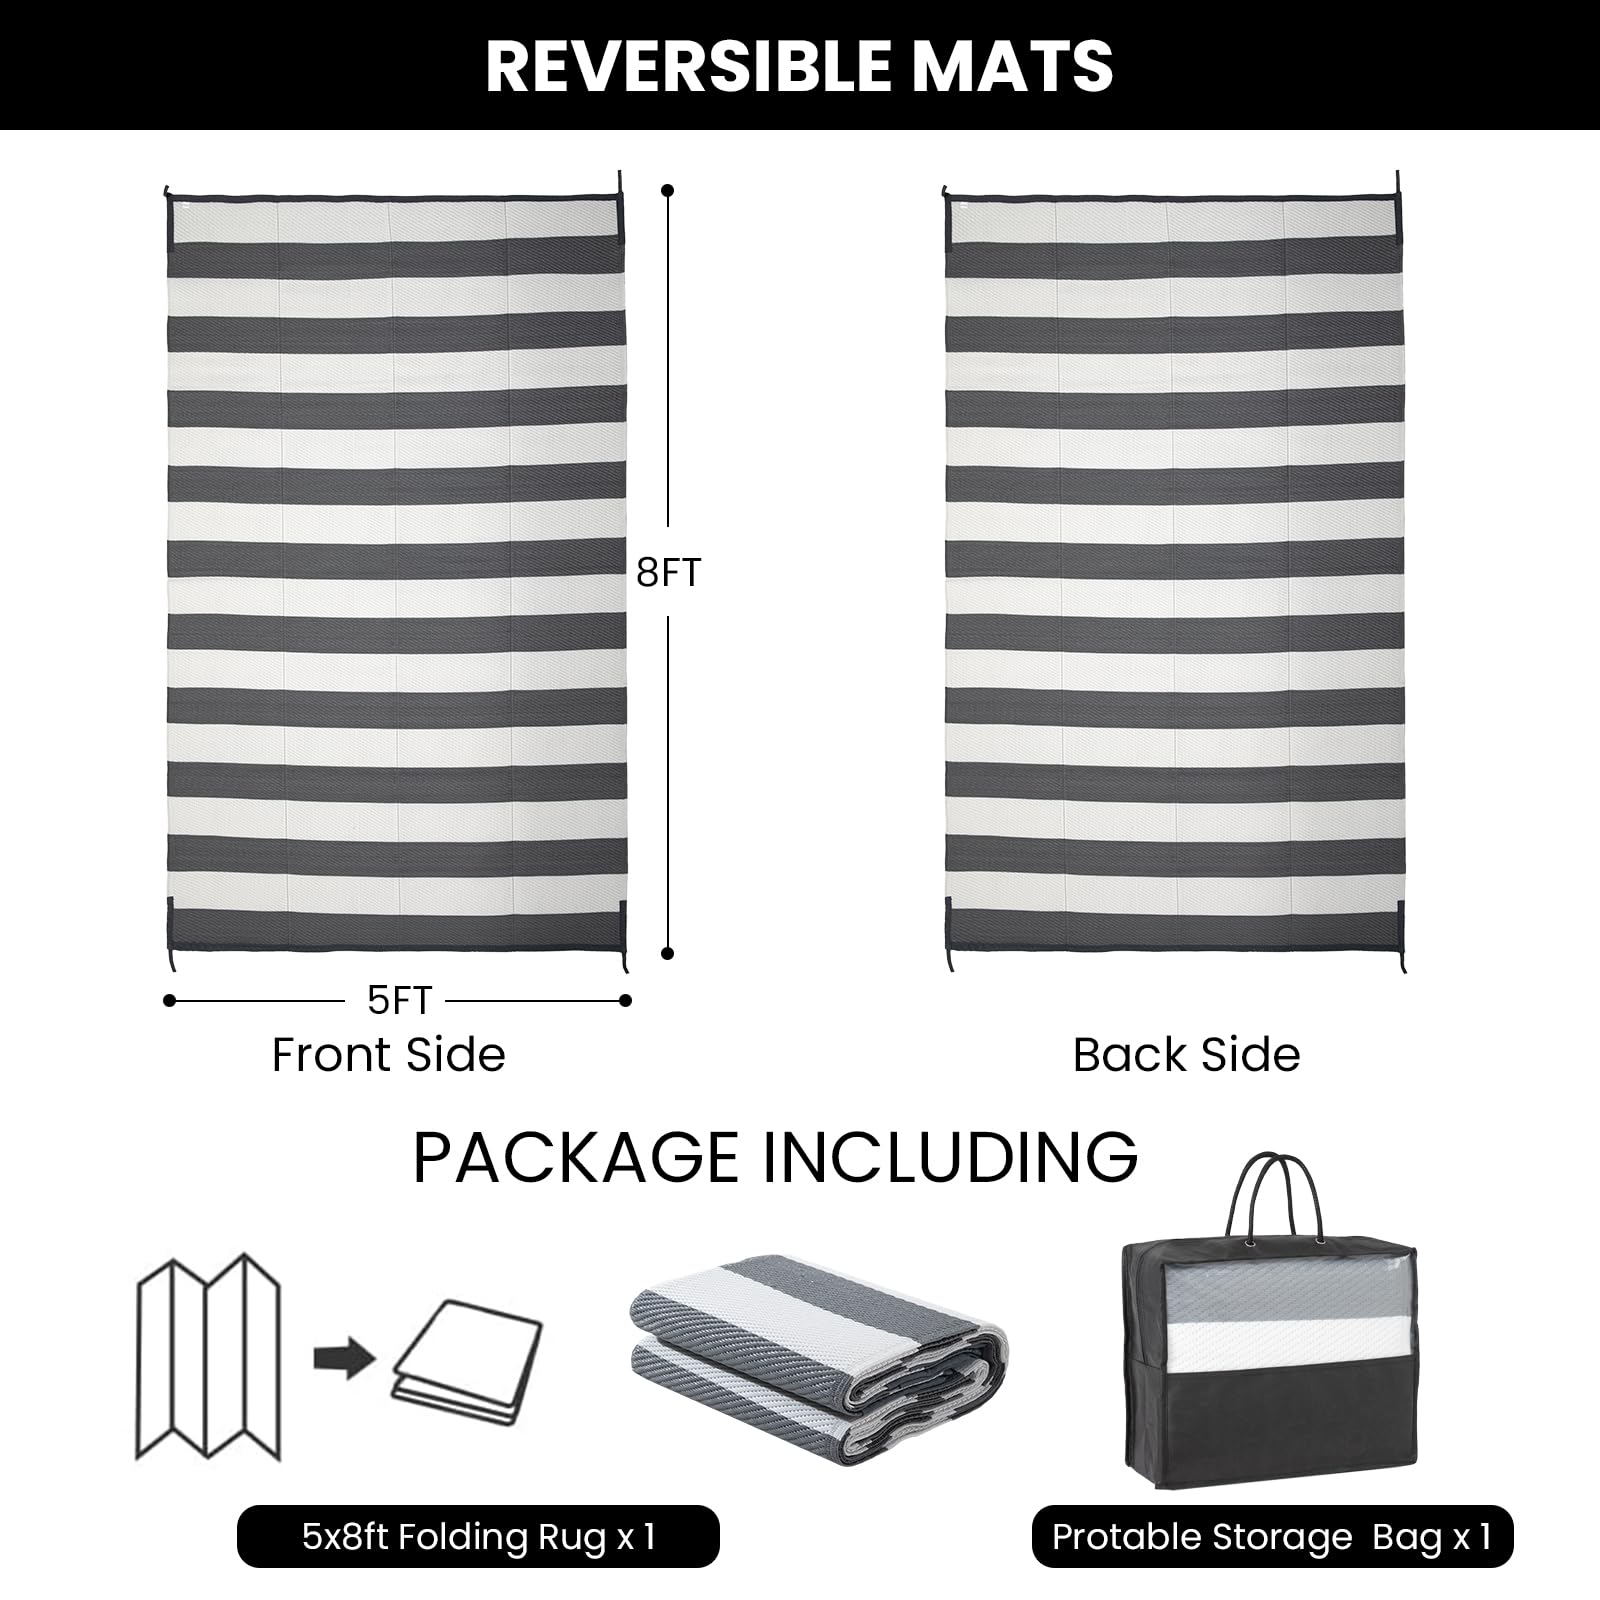 REVERSIBLE MATS
8FT
5FT
Front Side
Back Side
PACKAGE INCLUDING
5x8ft Folding Rug x 1
Protable Storage  Bag x 1